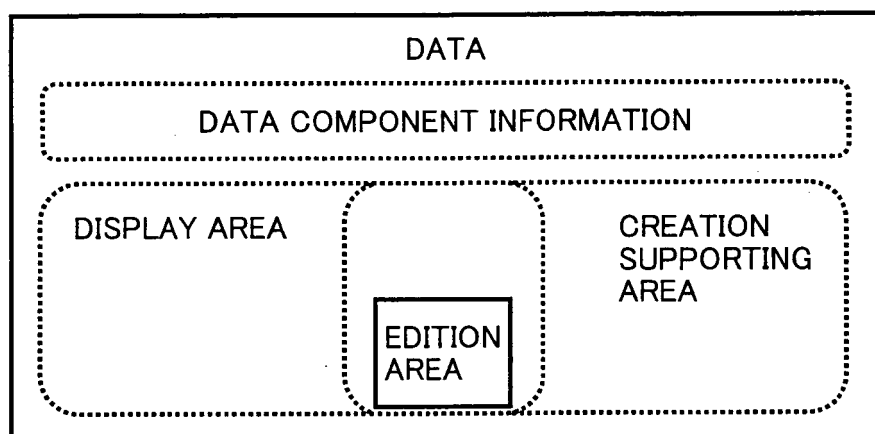 DATA
DATA COMPONENT INFORMATION
DISPLAY AREA
CREATION
SUPPORTING
AREA
EDITION
AREA